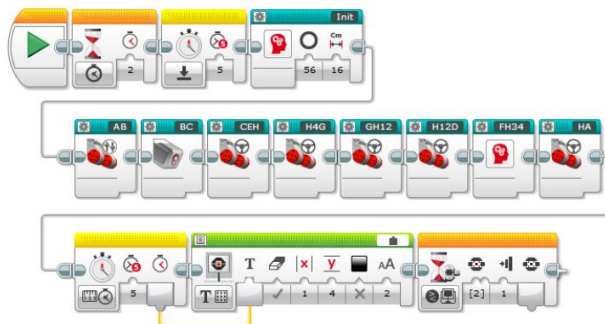 Init
Cm
2 5 56 16
AB BC CEH H4G GH12 H12D FH34 HA
T x y AA
T 5 1 4 2 [2] 1